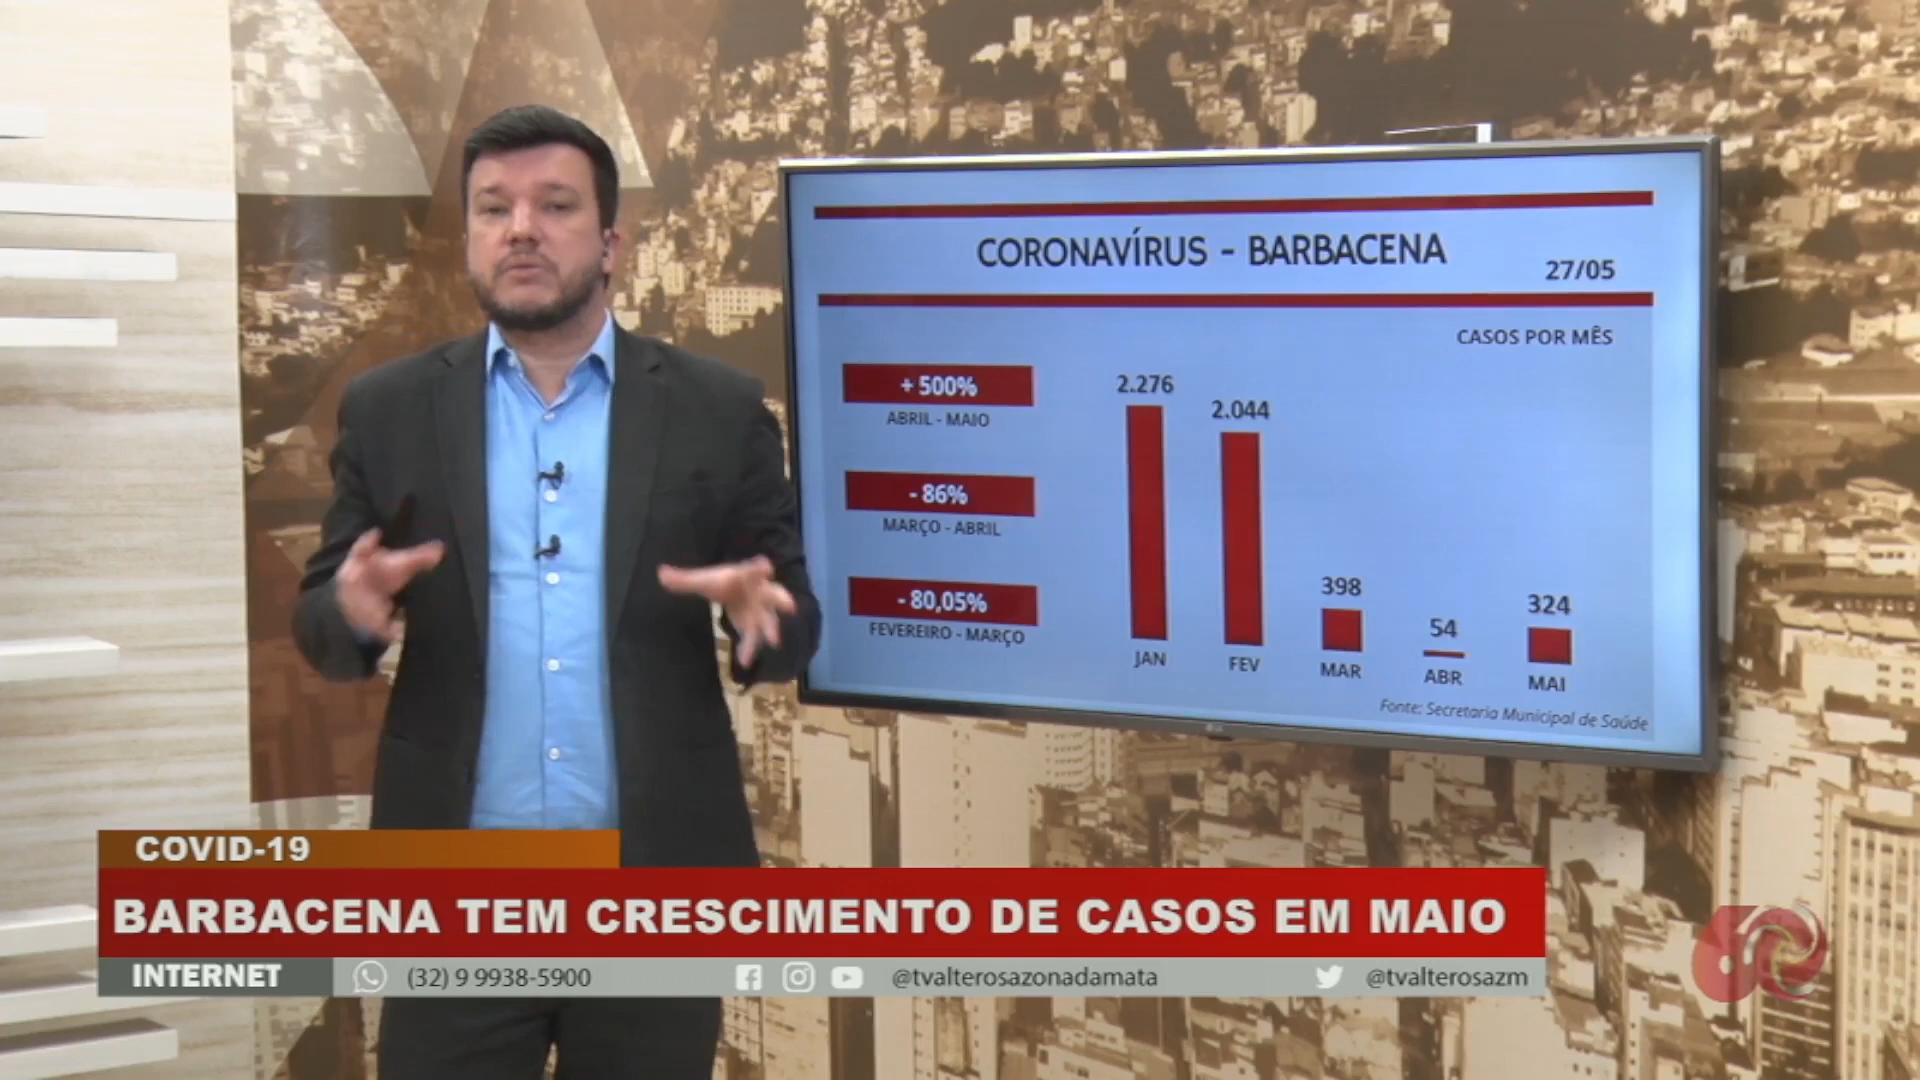 CORONAVÍRUS - BARBACENA
27/05
CASOS POR MÊS
+ 500%
ABRIL - MAIO
- 86%
MARÇO - ABRIL
- 80,05%
FEVEREIRO - MARÇO
2.276
2.044
398
54
324
JAN
FEV
MAR
ABR
MAI
Fonte: Secretaria Municipal de Saúde
LG
COVID-19
BARBACENA TEM CRESCIMENTO DE CASOS EM MAIO
INTERNET (32) 9 9938-5900 @tvalterosazonadamata @tvalterosazm